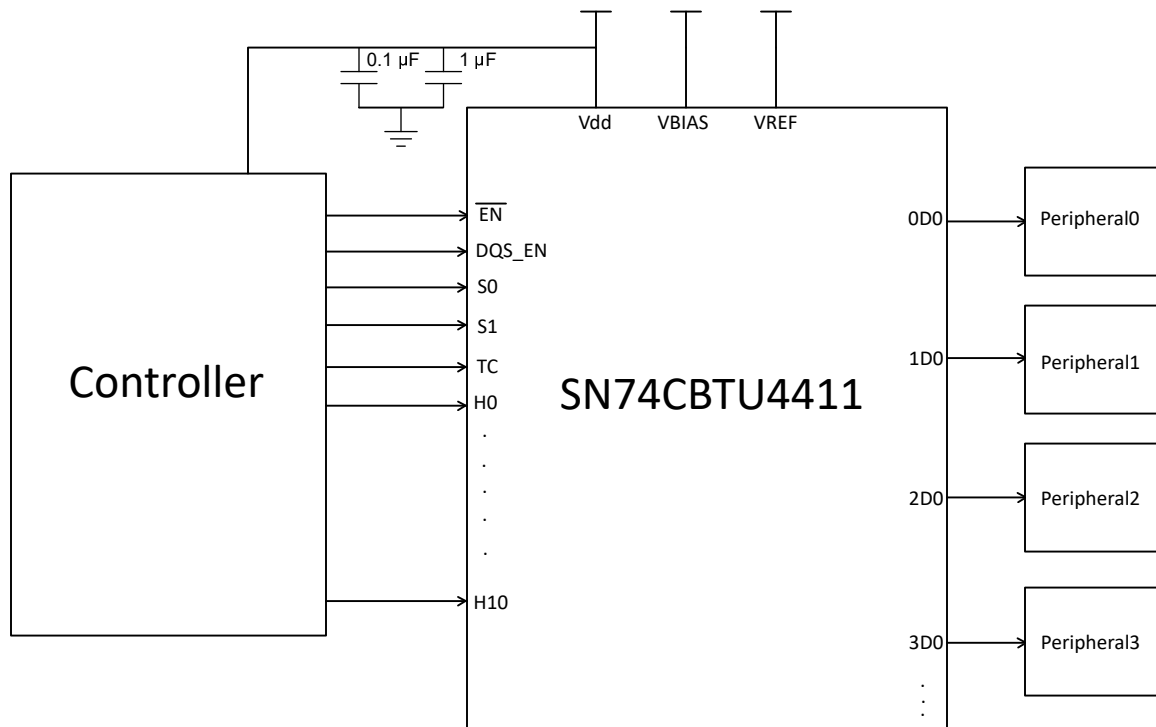 0.1 µF
1 µF
Vdd
VBIAS
VREF
Controller
EN
DQS_EN
S0
S1
TC
H0
.
.
.
.
.
H10
SN74CBTU4411
0D0
1D0
2D0
3D0
.
.
.
Peripheral0
Peripheral1
Peripheral2
Peripheral3